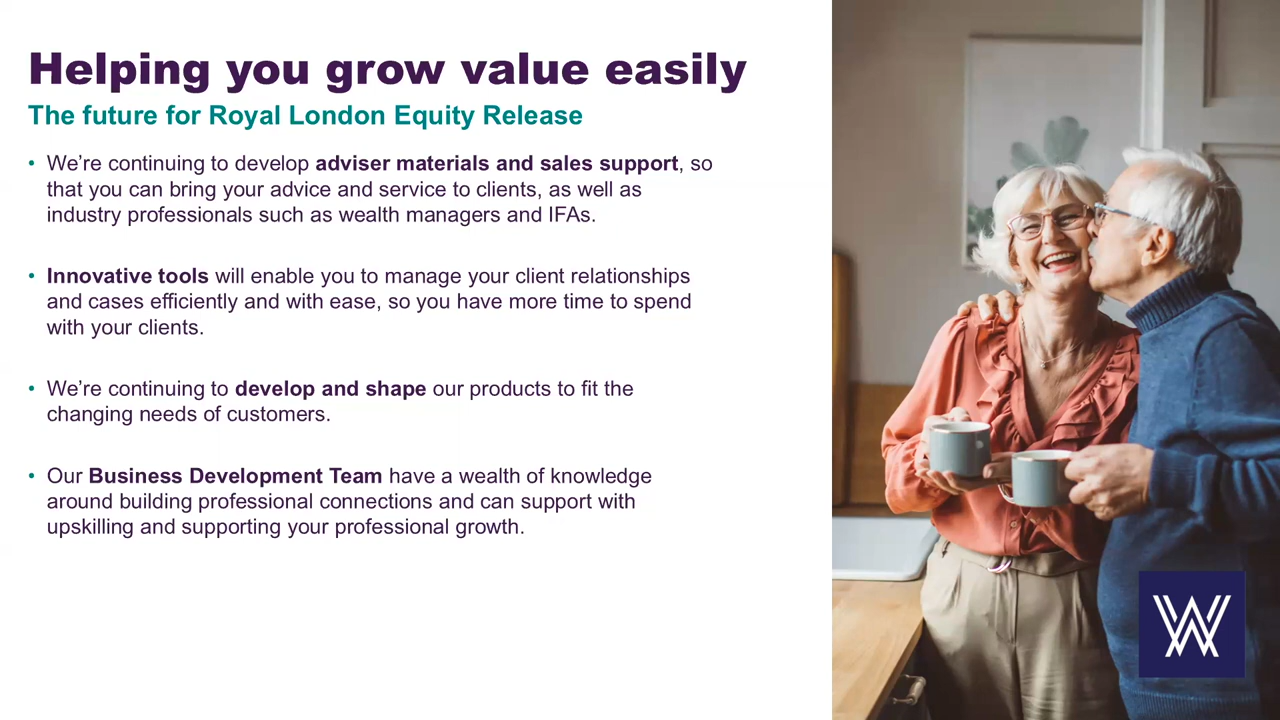 Helping you grow value easily
The future for Royal London Equity Release
• We’re continuing to develop adviser materials and sales support, so
that you can bring your advice and service to clients, as well as
industry professionals such as wealth managers and IFAs.
• Innovative tools will enable you to manage your client relationships
and cases efficiently and with ease, so you have more time to spend
with your clients.
• We’re continuing to develop and shape our products to fit the
changing needs of customers.
• Our Business Development Team have a wealth of knowledge
around building professional connections and can support with
upskilling and supporting your professional growth.
W